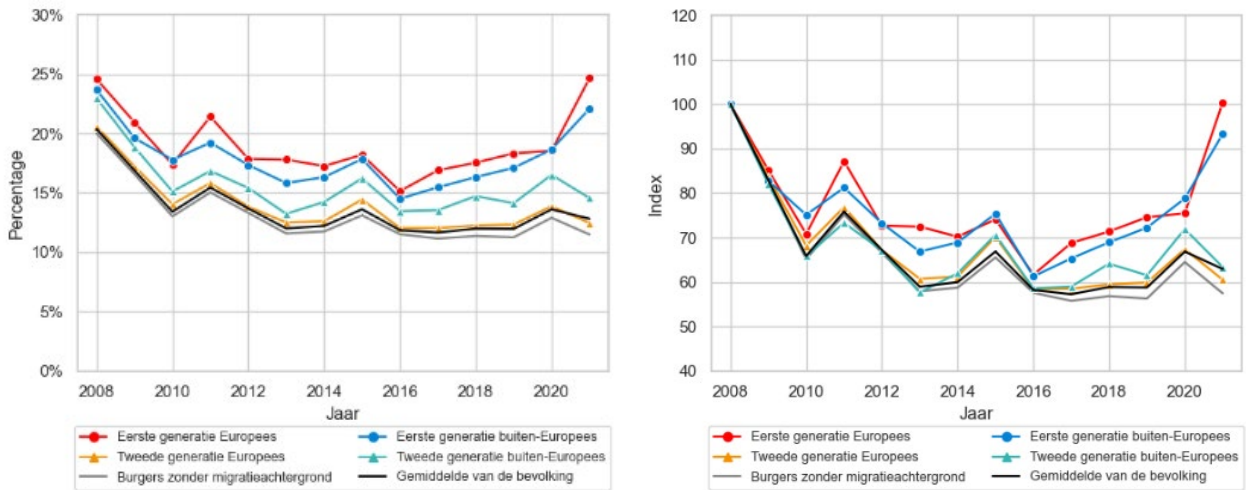 30%
25%
20%
15%
10%
5%
0%
Percentage
2008 2010 2012 2014 2016 2018 2020
Jaar
Eerste generatie Europees
Eerste generatie buiten-Europees
Tweede generatie Europees
Tweede generatie buiten-Europees
Burgers zonder migratieachtergrond
Gemiddelde van de bevolking
120
110
100
90
80
70
60
50
40
Index
2008 2010 2012 2014 2016 2018 2020
Jaar
Eerste generatie Europees
Eerste generatie buiten-Europees
Tweede generatie Europees
Tweede generatie buiten-Europees
Burgers zonder migratieachtergrond
Gemiddelde van de bevolking